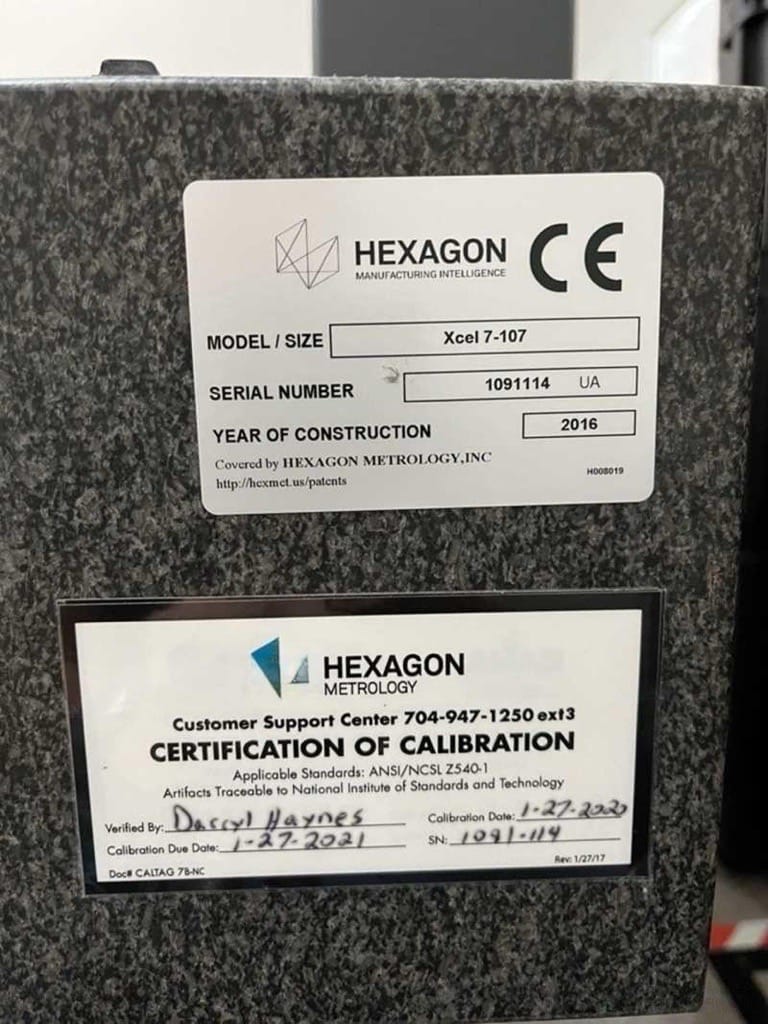 HEXAGON
MANUFACTURING INTELLIGENCE
CE
MODEL / SIZE Xcel 7-107
SERIAL NUMBER 1091114 UA
YEAR OF CONSTRUCTION 2016
Covered by HEXAGON METROLOGY,INC
http://hexmet.us/patents
H008019
HEXAGON
METROLOGY
Customer Support Center 704-947-1250 ext3
CERTIFICATION OF CALIBRATION
Applicable Standards: ANSI/NCSL Z540-1
Artifacts Traceable to National Institute of Standards and Technology
Verified By: Darryl Haynes Calibration Date: 1-27-2020
Calibration Due Date: 1-27-2021 SN: 1091-114
Doc# CALTAG 7B-NC Rev: 1/27/17